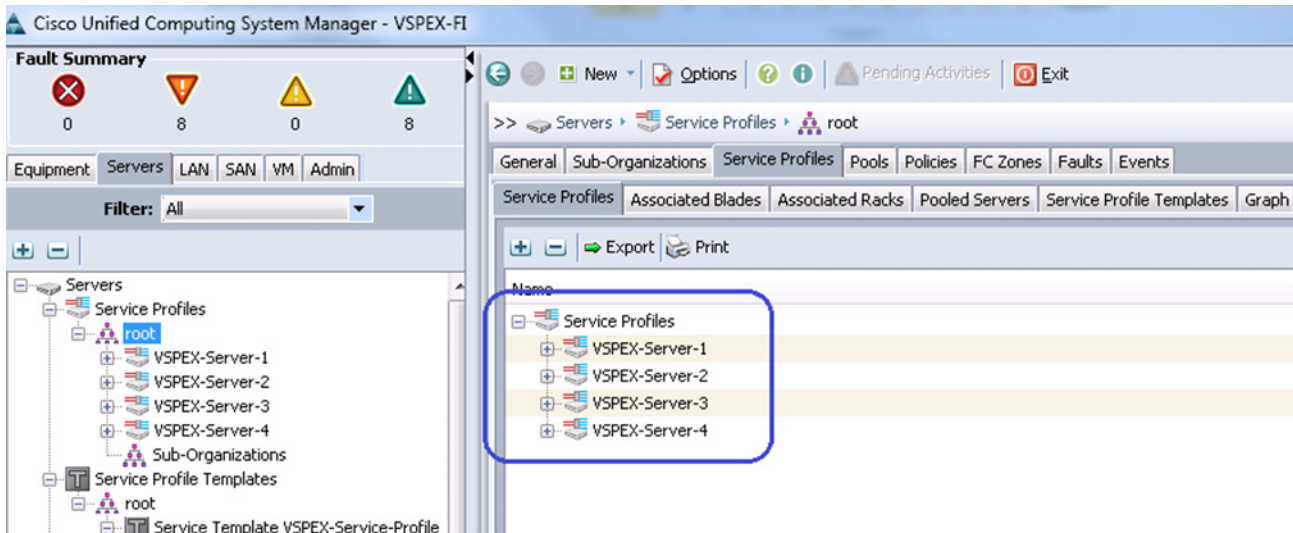 Cisco Unified Computing System Manager - VSPEX-FI
Fault Summary
0 8 0 8
Equipment Servers LAN SAN VM Admin
Filter: All
Servers
Service Profiles
root
VSPEX-Server-1
VSPEX-Server-2
VSPEX-Server-3
VSPEX-Server-4
Sub-Organizations
Service Profile Templates
root
Service Template VSPEX-Service-Profile
New Options Pending Activities Exit
>> Servers Service Profiles root
General Sub-Organizations Service Profiles Pools Policies FC Zones Faults Events
Service Profiles Associated Blades Associated Racks Pooled Servers Service Profile Templates Graph
Export Print
Name
Service Profiles
VSPEX-Server-1
VSPEX-Server-2
VSPEX-Server-3
VSPEX-Server-4